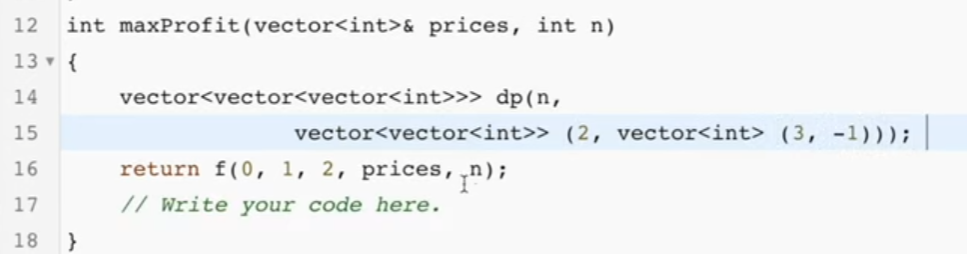 12 int maxProfit(vector<int>& prices, int n)
13 {
14 vector<vector<vector<int>>> dp(n,
15 vector<vector<int>> (2, vector<int> (3, -1)));
16 return f(0, 1, 2, prices, n);
17 // Write your code here.
18 }